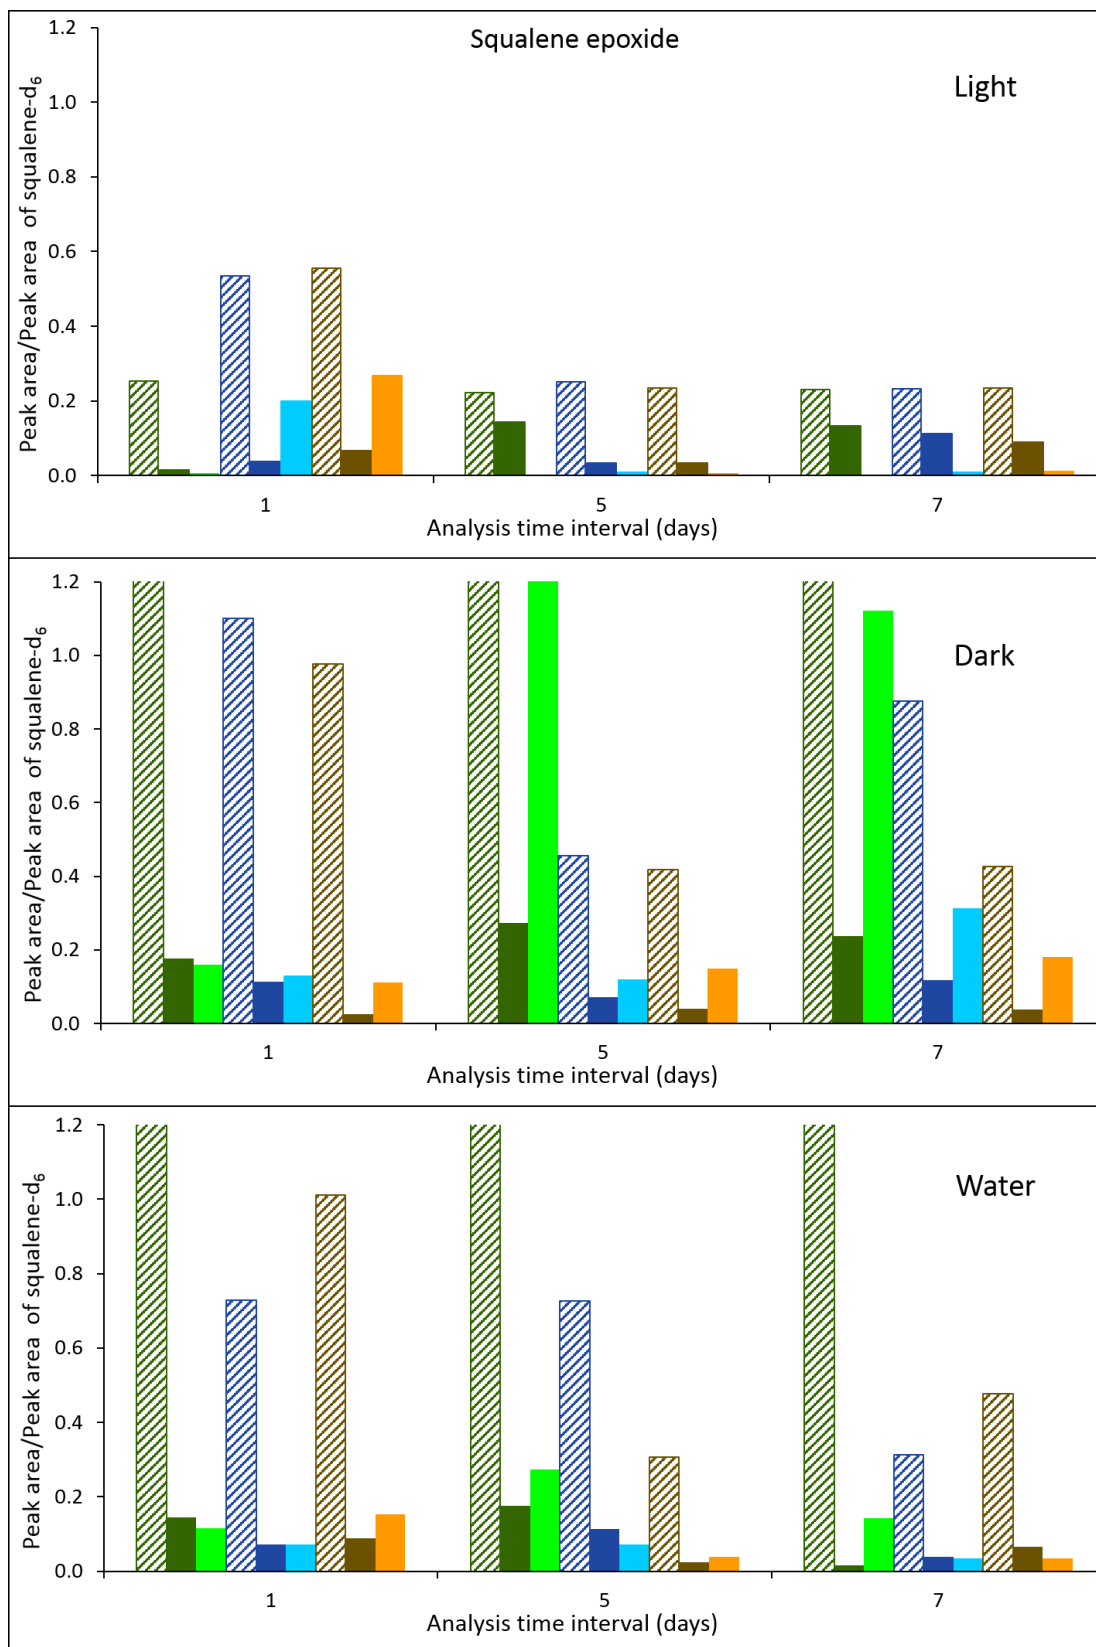 Squalene epoxide
Light
Peak area/Peak area of squalene-d₆
1.2
1.0
0.8
0.6
0.4
0.2
0.0
1 5 7
Analysis time interval (days)
Dark
Peak area/Peak area of squalene-d₆
1.2
1.0
0.8
0.6
0.4
0.2
0.0
1 5 7
Analysis time interval (days)
Water
Peak area/Peak area of squalene-d₆
1.2
1.0
0.8
0.6
0.4
0.2
0.0
1 5 7
Analysis time interval (days)